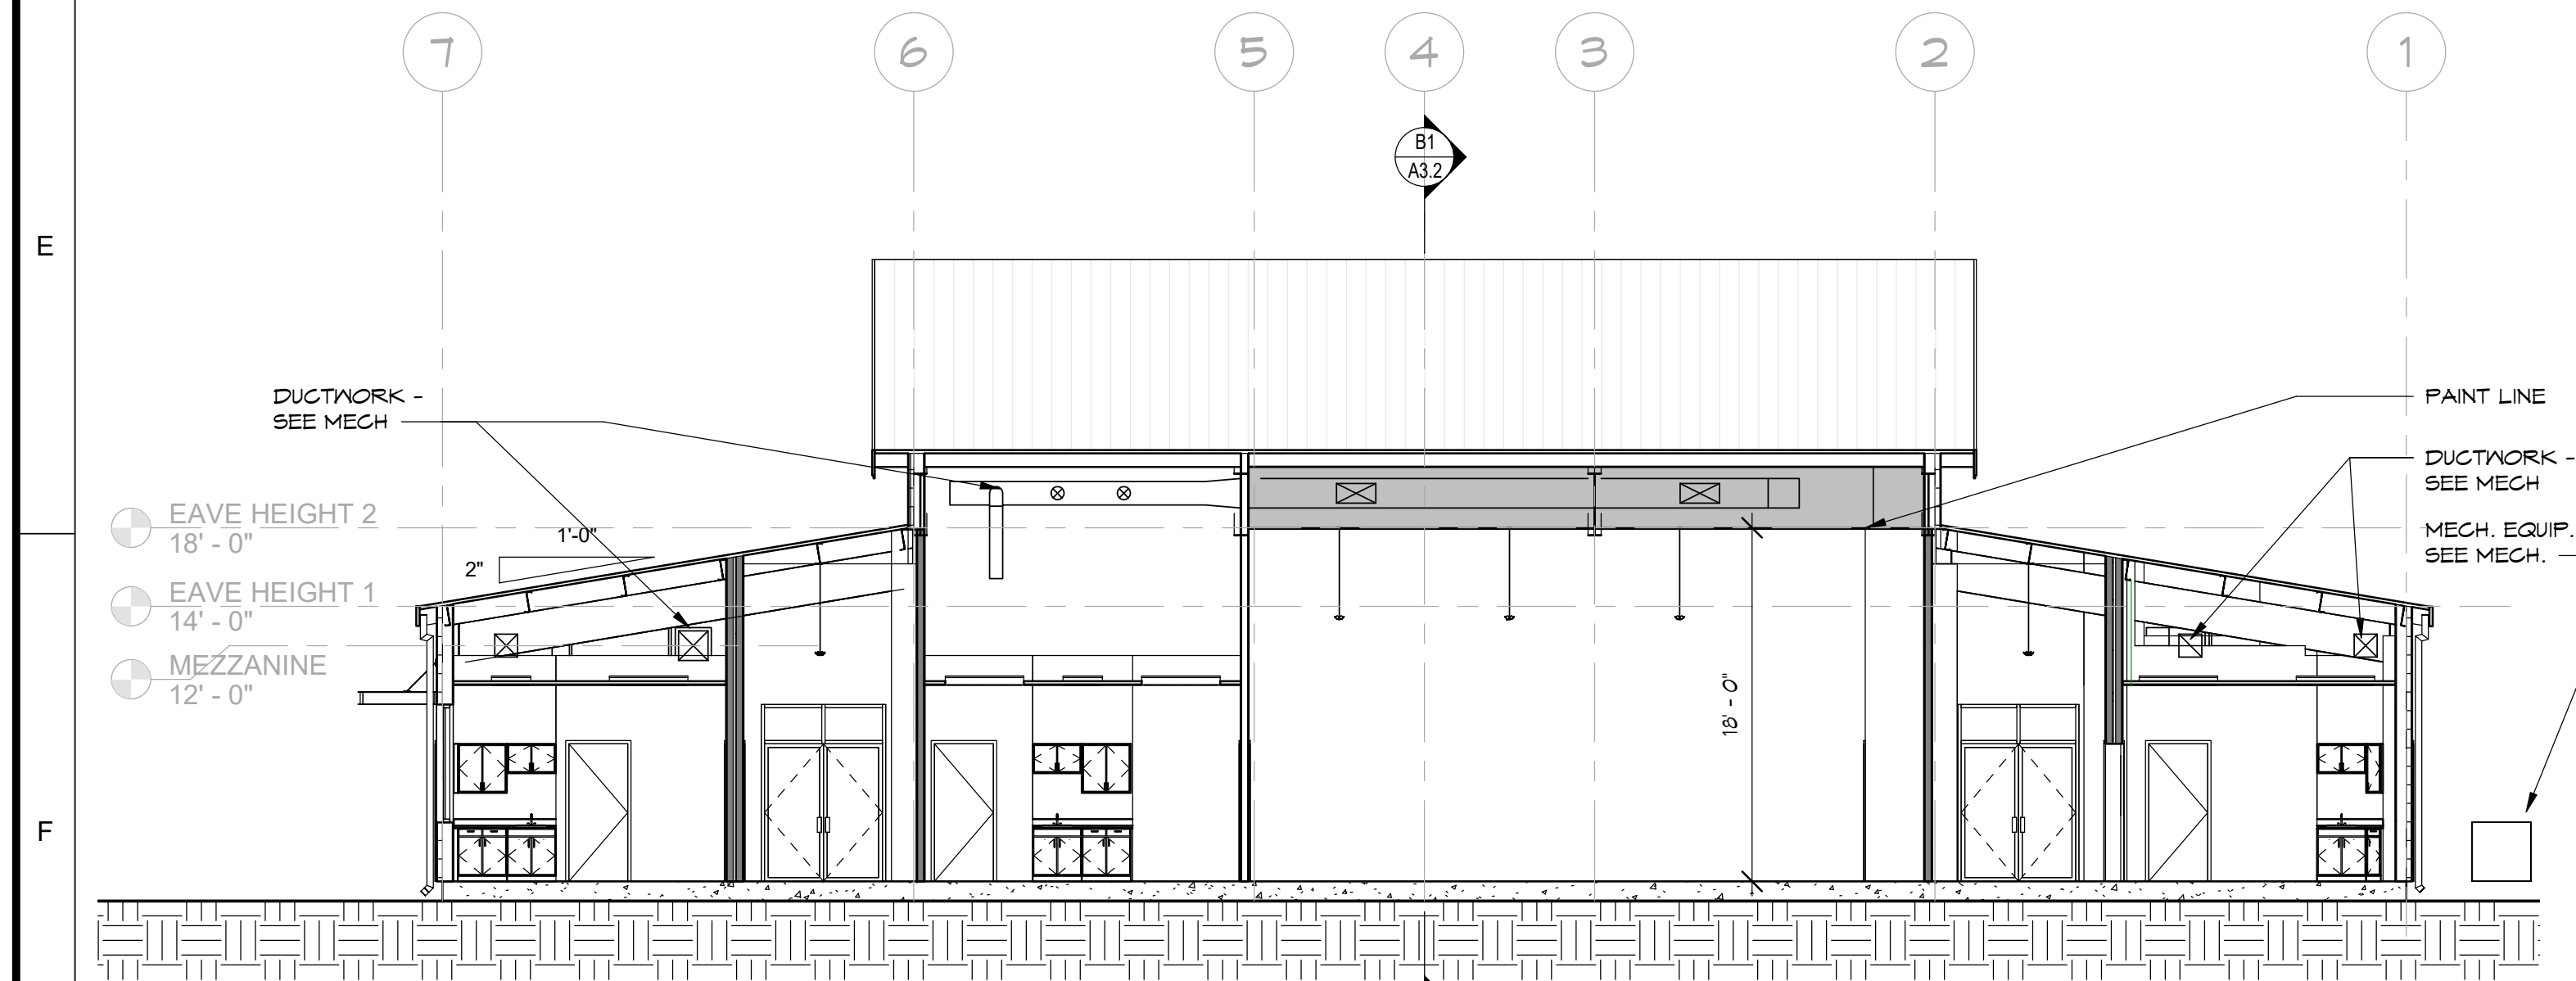 7
6
5
4
3
2
1
B1
A3.2
E
DUCTWORK -
SEE MECH
PAINT LINE
DUCTWORK -
SEE MECH
MECH. EQUIP.
SEE MECH.
EAVE HEIGHT 2
18' - 0"
1'-0"
2"
EAVE HEIGHT 1
14' - 0"
MEZZANINE
12' - 0"
18' - 0"
F